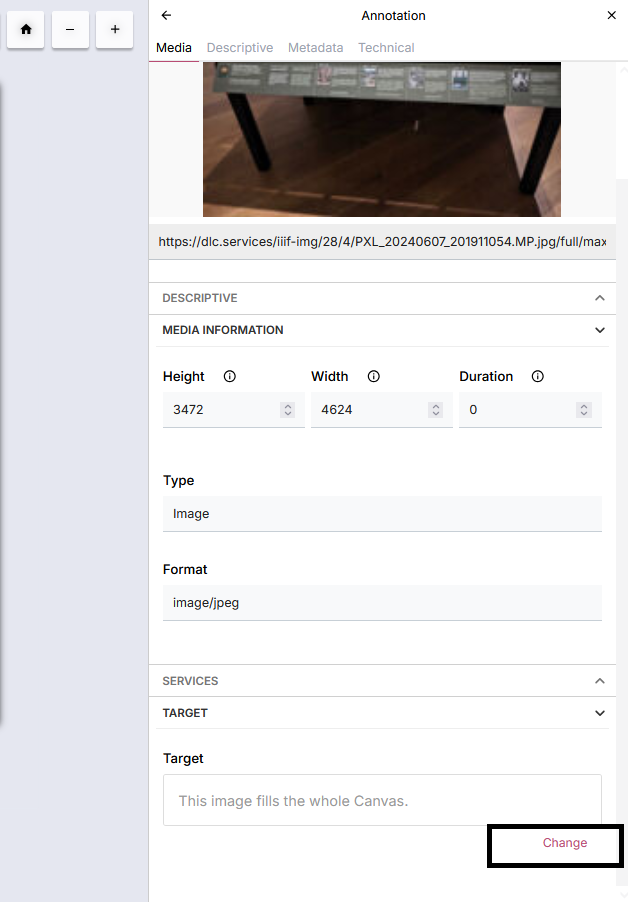 Annotation
Media Descriptive Metadata Technical
https://dlc.services/iiif-img/28/4/PXL_20240607_201911054.MP.jpg/full/max
DESCRIPTIVE
MEDIA INFORMATION
Height Width Duration
3472 4624 0
Type
Image
Format
image/jpeg
SERVICES
TARGET
Target
This image fills the whole Canvas.
Change